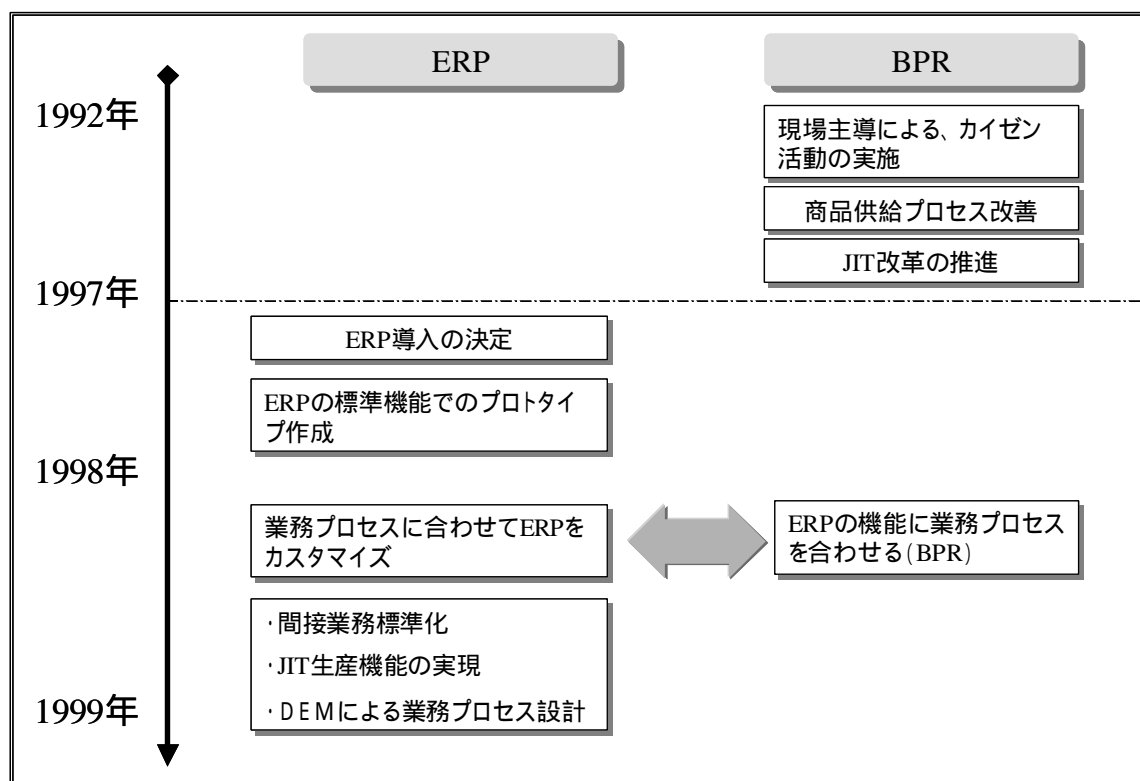 ERP
BPR
1992年
現場主導による、カイゼン
活動の実施
商品供給プロセス改善
JIT改革の推進
1997年
ERP導入の決定
ERPの標準機能でのプロトタイ
プ作成
1998年
業務プロセスに合わせてERPを
カスタマイズ
ERPの機能に業務プロセス
を合わせる(BPR)
・間接業務標準化
・JIT生産機能の実現
・DEMによる業務プロセス設計
1999年